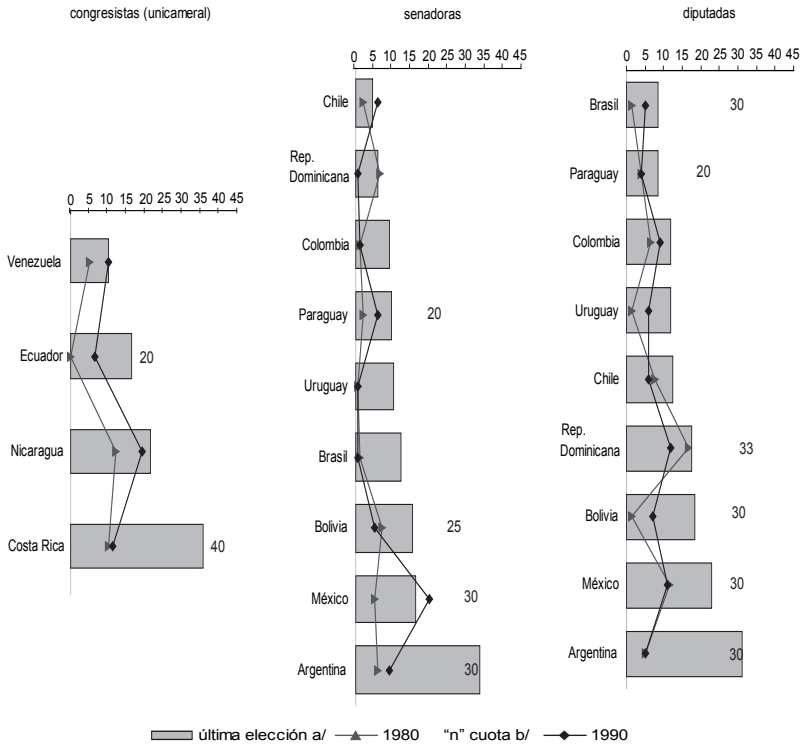 congresistas (unicameral)
0 5 10 15 20 25 30 35 40 45
Venezuela
Ecuador 20
Nicaragua
Costa Rica 40
senadoras
0 5 10 15 20 25 30 35 40 45
Chile
Rep.
Dominicana
Colombia
Paraguay 20
Uruguay
Brasil
Bolivia 25
México 30
Argentina 30
diputadas
0 5 10 15 20 25 30 35 40 45
Brasil 30
Paraguay 20
Colombia
Uruguay
Chile
Rep.
Dominicana 33
Bolivia 30
México 30
Argentina 30
última elección a/ 1980 “n” cuota b/ 1990